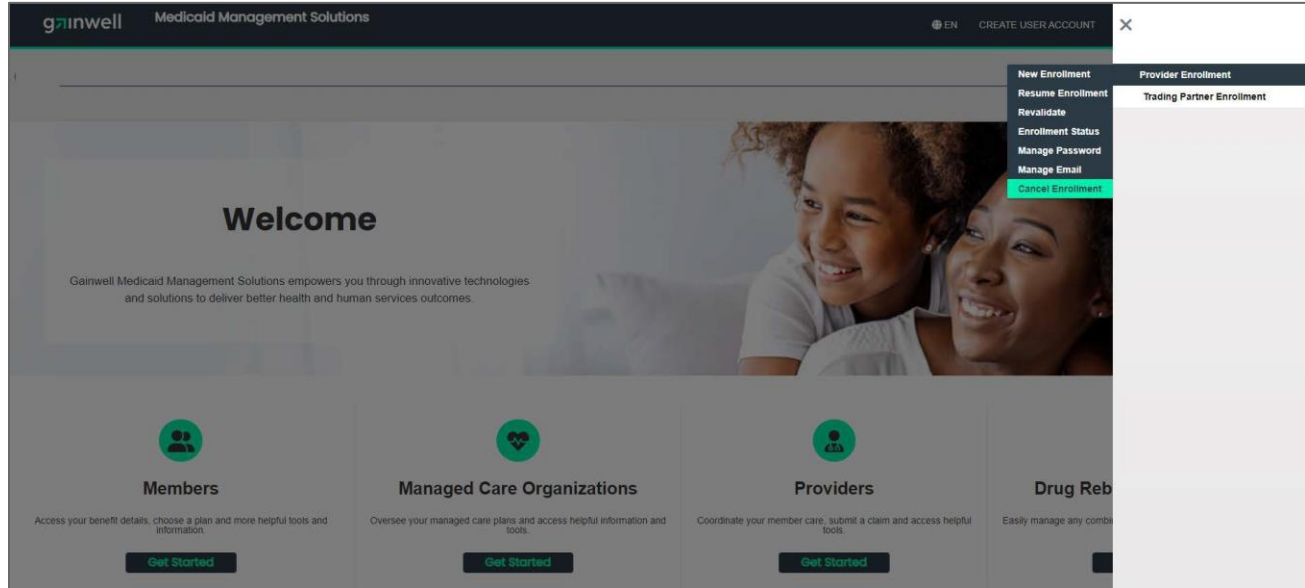 gainwell
Medicaid Management Solutions
EN
CREATE USER ACCOUNT
New Enrollment
Resume Enrollment
Revalidate
Enrollment Status
Manage Password
Manage Email
Cancel Enrollment
Provider Enrollment
Trading Partner Enrollment
Welcome
Gainwell Medicaid Management Solutions empowers you through innovative technologies
and solutions to deliver better health and human services outcomes.
Members
Access your benefit details, choose a plan and more helpful tools and
information.
Get Started
Managed Care Organizations
Oversee your managed care plans and access helpful information and
tools.
Get Started
Providers
Coordinate your member care, submit a claim and access helpful
tools.
Get Started
Drug Reb
Easily manage any combi